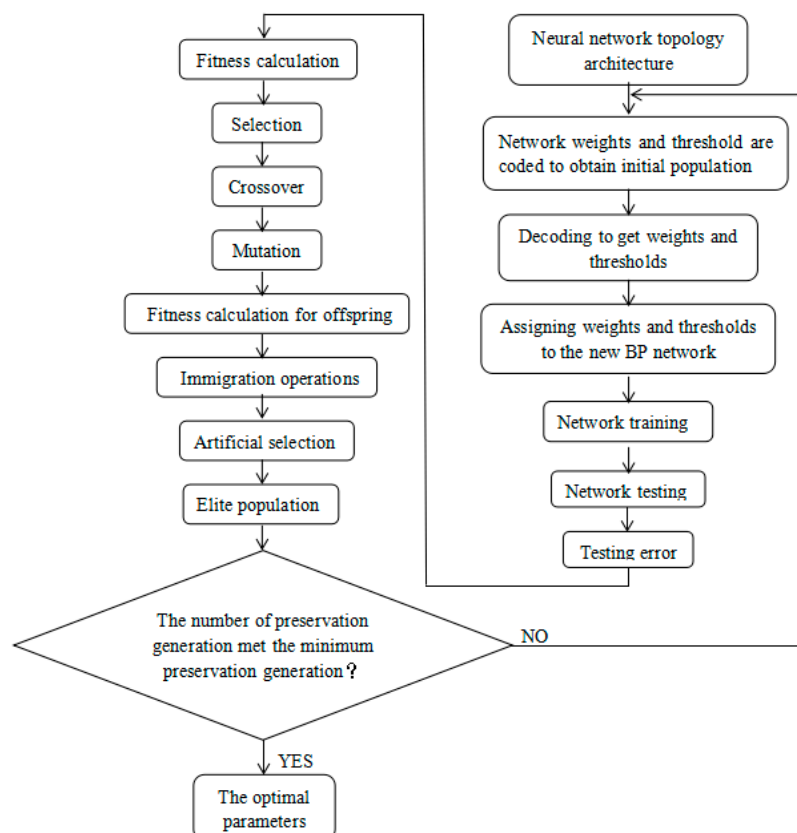 Neural network topology
architecture
Network weights and threshold are
coded to obtain initial population
Decoding to get weights and
thresholds
Assigning weights and thresholds
to the new BP network
Network training
Network testing
Testing error
Fitness calculation
Selection
Crossover
Mutation
Fitness calculation for offspring
Immigration operations
Artificial selection
Elite population
The number of preservation
generation met the minimum
preservation generation?
NO
YES
The optimal
parameters